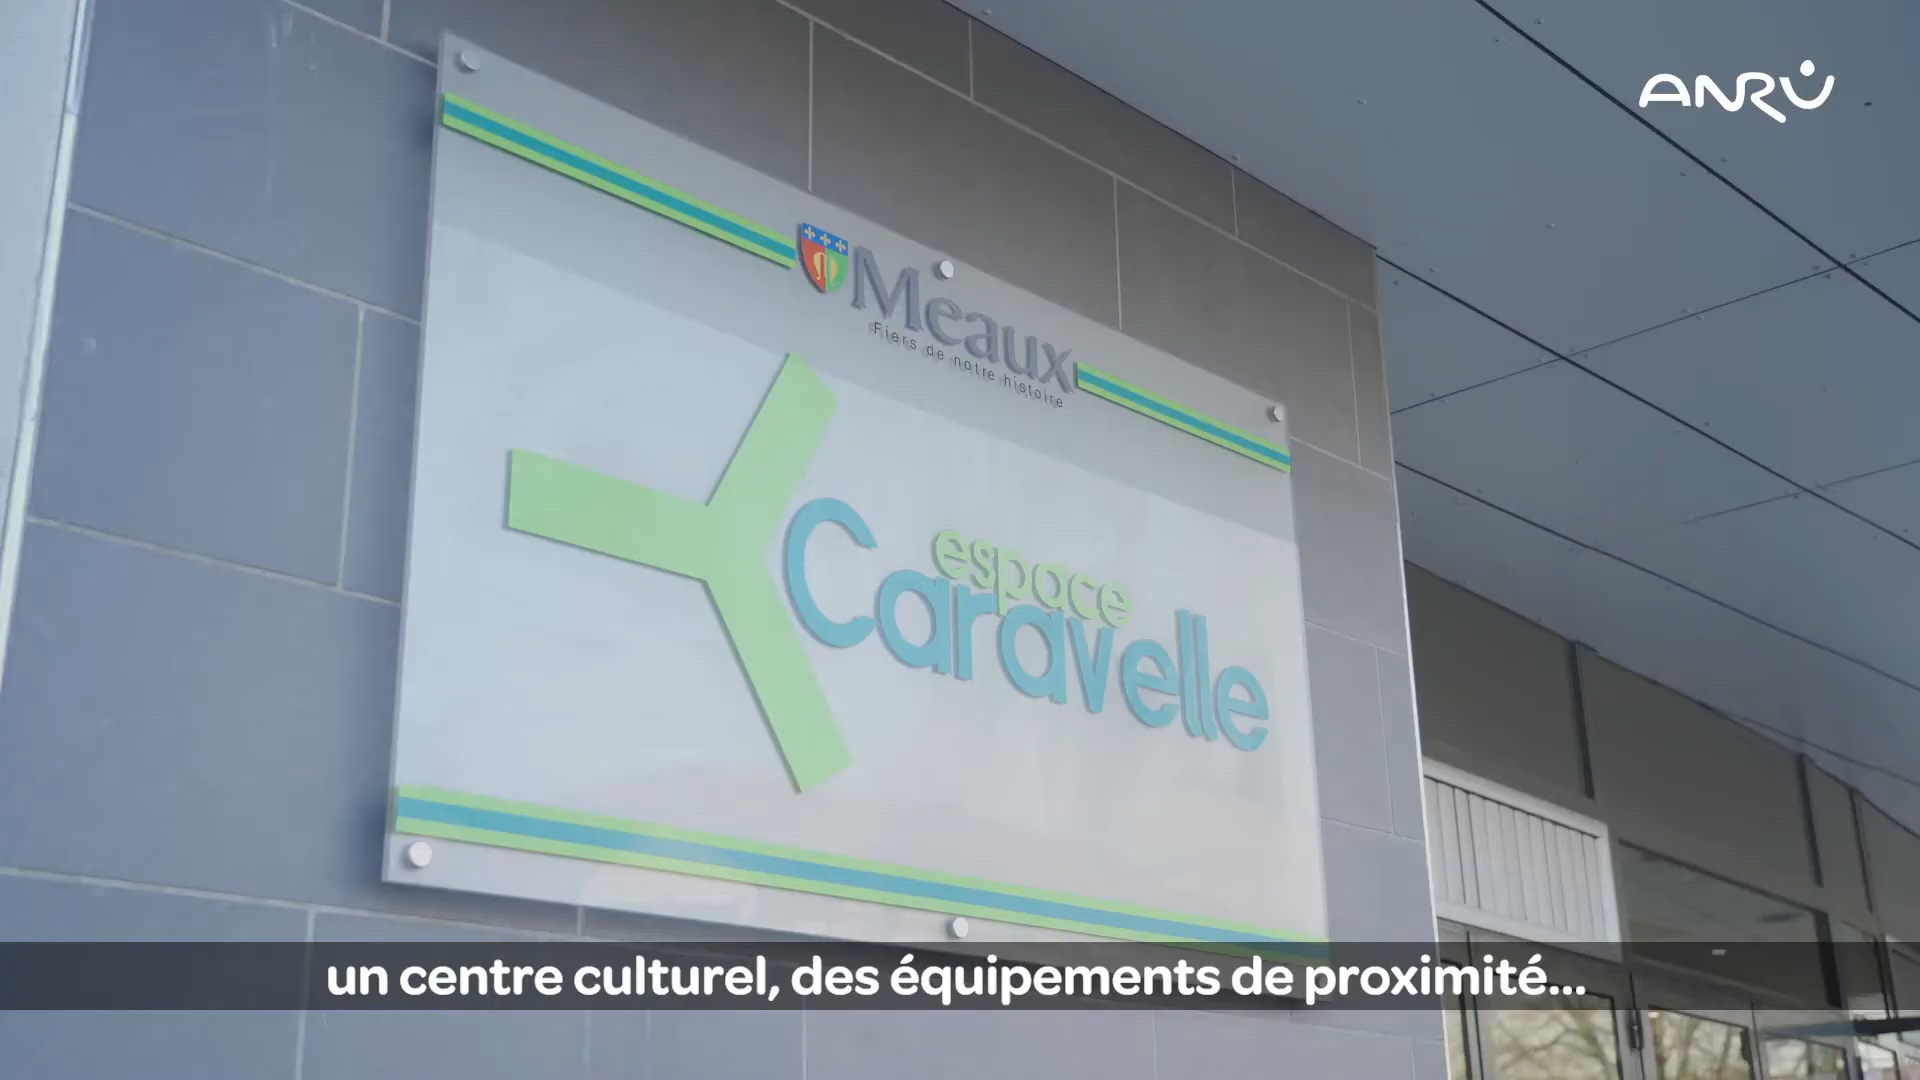 ANRU
Meaux
Fiers de notre histoire
espace
Caravelle
un centre culturel, des équipements de proximité...